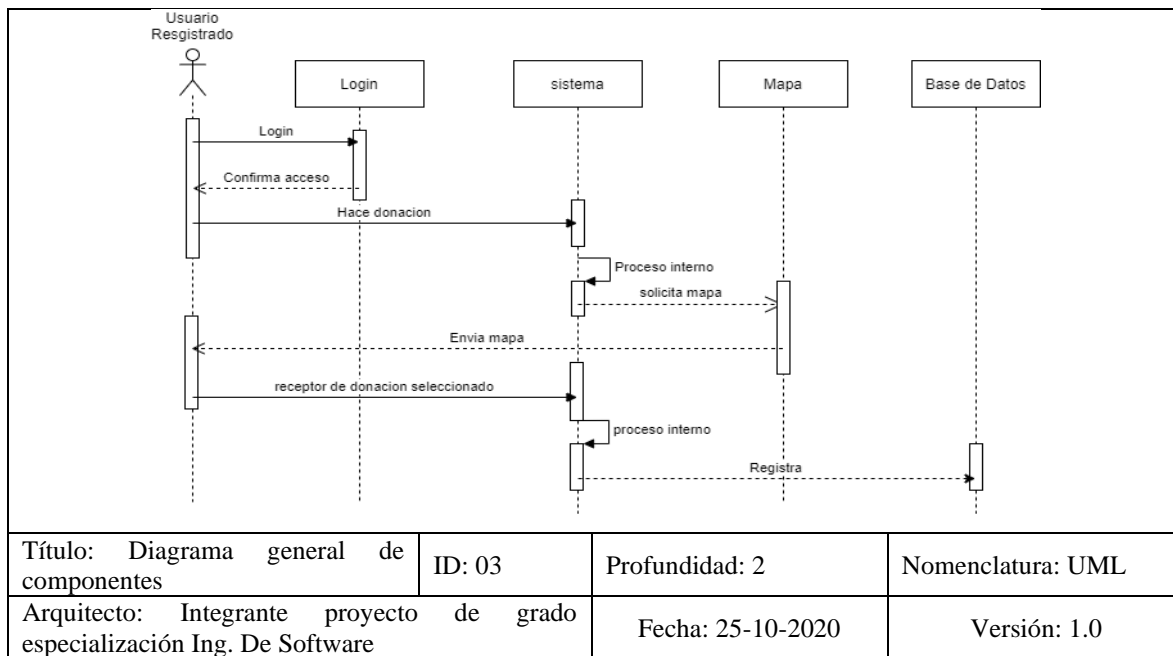 Usuario
Resgistrado
Login
sistema
Mapa
Base de Datos
Login
Confirma acceso
Hace donacion
Proceso interno
solicita mapa
Envia mapa
receptor de donacion seleccionado
proceso interno
Registra
Título: Diagrama general de
componentes
ID: 03
Profundidad: 2
Nomenclatura: UML
Arquitecto: Integrante proyecto de grado
especialización Ing. De Software
Fecha: 25-10-2020
Versión: 1.0